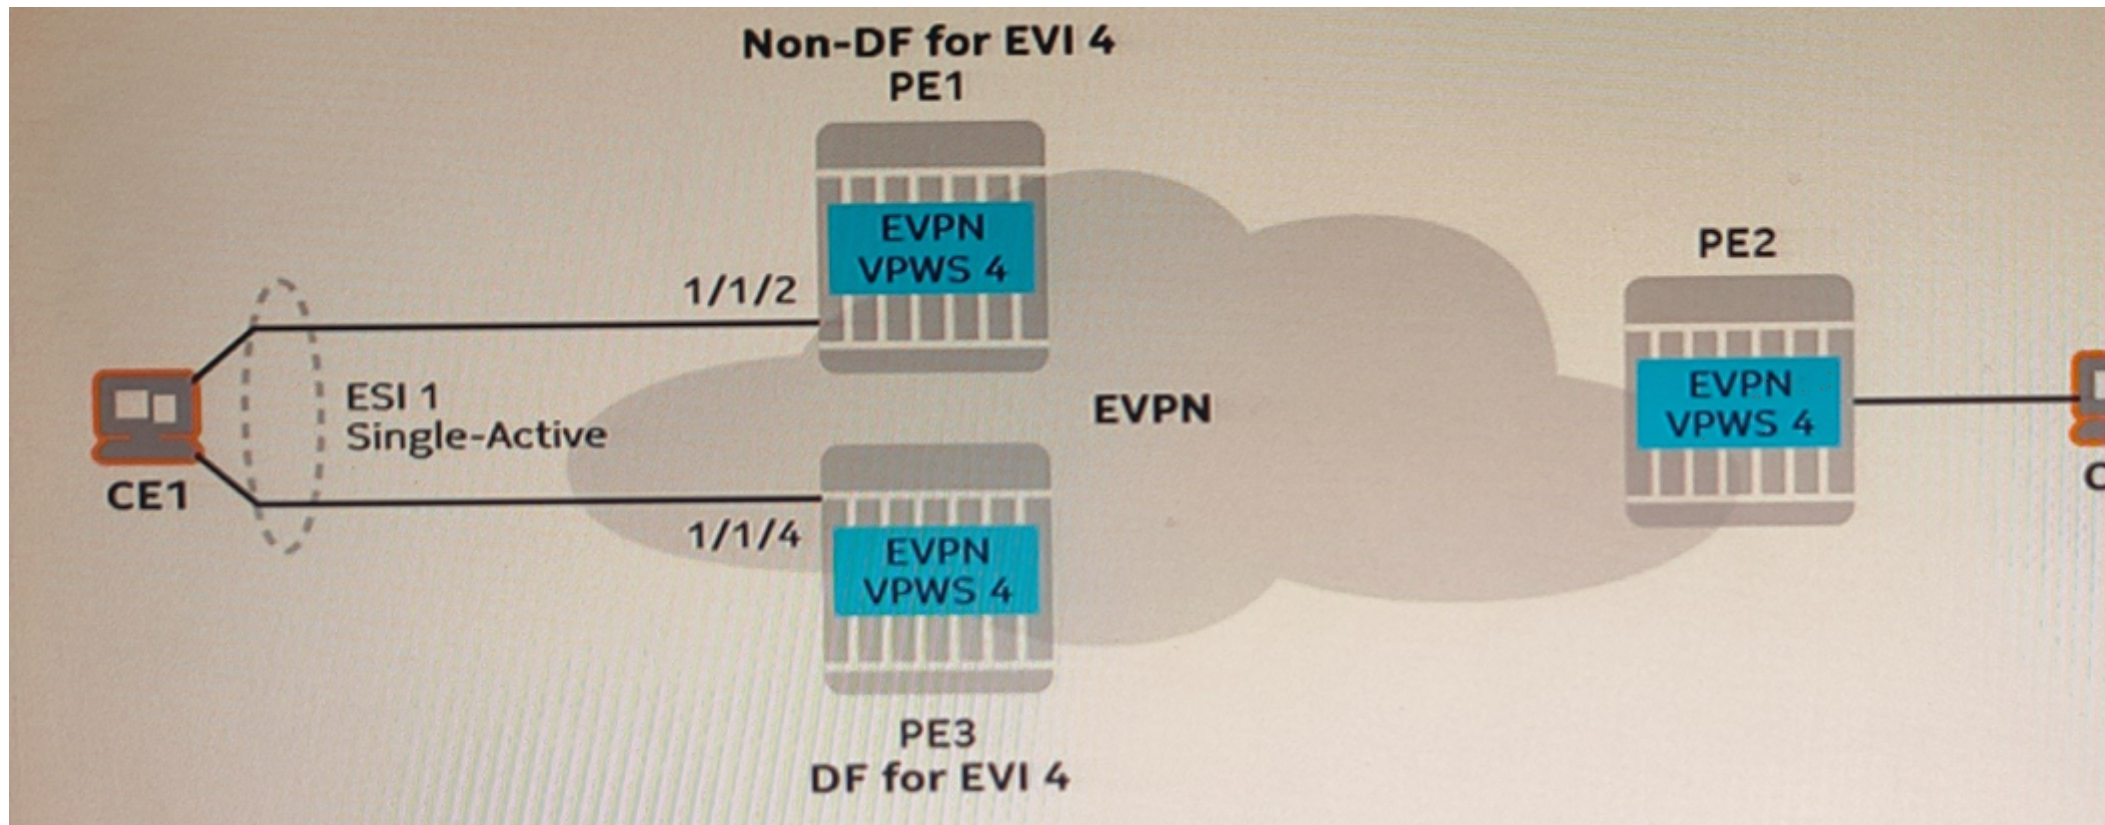 Non-DF for EVI 4
PE1
EVPN
VPWS 4
1/1/2
PE2
EVPN
VPWS 4
ESI 1
Single-Active
EVPN
CE1
1/1/4
EVPN
VPWS 4
PE3
DF for EVI 4